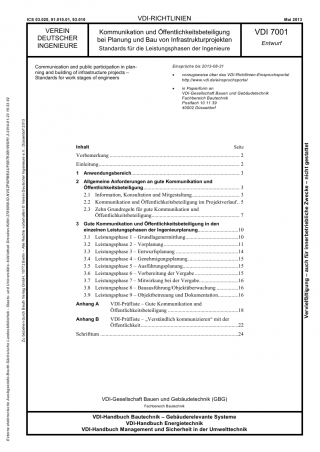 ICS 03.020, 91.010.01, 93.010
VDI-RICHTLINIEN
Mai 2013
VEREIN
DEUTSCHER
INGENIEURE
Kommunikation und Öffentlichkeitsbeteiligung
bei Planung und Bau von Infrastrukturprojekten
Standards für die Leistungsphasen der Ingenieure
VDI 7001
Entwurf
Communication and public participation in plan-
ning and building of infrastructure projects –
Standards for work stages of engineers
Einsprüche bis 2013-08-31
• vorzugsweise über das VDI-Richtlinien-Einspruchsportal
http://www.vdi.de/einspruchsportal
• in Papierform an
VDI-Gesellschaft Bauen und Gebäudetechnik
Fachbereich Bautechnik
Postfach 10 11 39
40002 Düsseldorf
Inhalt Seite
Vorbemerkung 2
Einleitung 2
1 Anwendungsbereich 3
2 Allgemeine Anforderungen an gute Kommunikation und
Öffentlichkeitsbeteiligung 3
2.1 Information, Konsultation und Mitgestaltung 3
2.2 Kommunikation und Öffentlichkeitsbeteiligung im Projektverlauf 5
2.3 Zehn Grundregeln für gute Kommunikation und
Öffentlichkeitsbeteiligung 7
3 Gute Kommunikation und Öffentlichkeitsbeteiligung in den
einzelnen Leistungsphasen der Ingenieurplanung 10
3.1 Leistungsphase 1 – Grundlagenermittlung 10
3.2 Leistungsphase 2 – Vorplanung 11
3.3 Leistungsphase 3 – Entwurfsplanung 13
3.4 Leistungsphase 4 – Genehmigungsplanung 15
3.5 Leistungsphase 5 – Ausführungsplanung 15
3.6 Leistungsphase 6 – Vorbereitung der Vergabe 15
3.7 Leistungsphase 7 – Mitwirkung bei der Vergabe 16
3.8 Leistungsphase 8 – Bauausführung/Objektüberwachung 16
3.9 Leistungsphase 9 – Objektbetreuung und Dokumentation 16
Anhang A VDI-Prüfliste – Gute Kommunikation und
Öffentlichkeitsbeteiligung 18
Anhang B VDI-Prüfliste – „Verständlich kommunizieren“ mit der
Öffentlichkeit 22
Schrifttum 24
Vervielfältigung – auch für innerbetriebliche Zwecke – nicht gestattet
VDI-Gesellschaft Bauen und Gebäudetechnik (GBG)
Fachbereich Bautechnik
VDI-Handbuch Bautechnik – Gebäuderelevante Systeme
VDI-Handbuch Energietechnik
VDI-Handbuch Management und Sicherheit in der Umwelttechnik